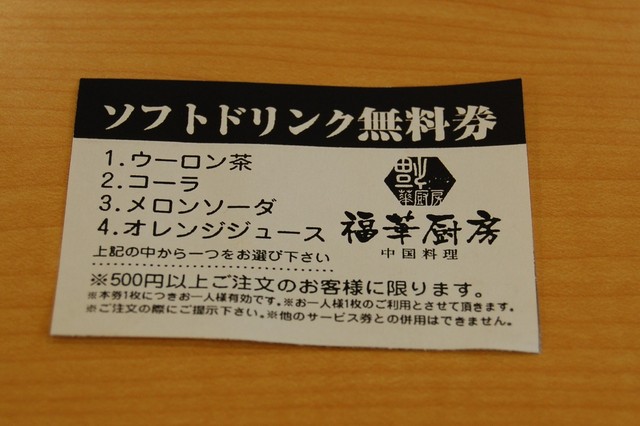 ソフトドリンク無料券
1.ウーロン茶
2.コーラ
3.メロンソーダ
4.オレンジジュース
上記の中から一つをお選び下さい
福
華厨房
福華厨房
中国料理
※500円以上ご注文のお客様に限ります。
※本券1枚につきお一人様有効です。※お一人様1枚のご利用とさせて頂きます。
※ご注文の際にご提示下さい。※他のサービス券との併用はできません。